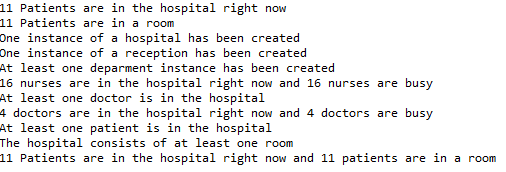 11 Patients are in the hospital right now
11 Patients are in a room
One instance of a hospital has been created
One instance of a reception has been created
At least one deparment instance has been created
16 nurses are in the hospital right now and 16 nurses are busy
At least one doctor is in the hospital
4 doctors are in the hospital right now and 4 doctors are busy
At least one patient is in the hospital
The hospital consists of at least one room
11 Patients are in the hospital right now and 11 patients are in a room